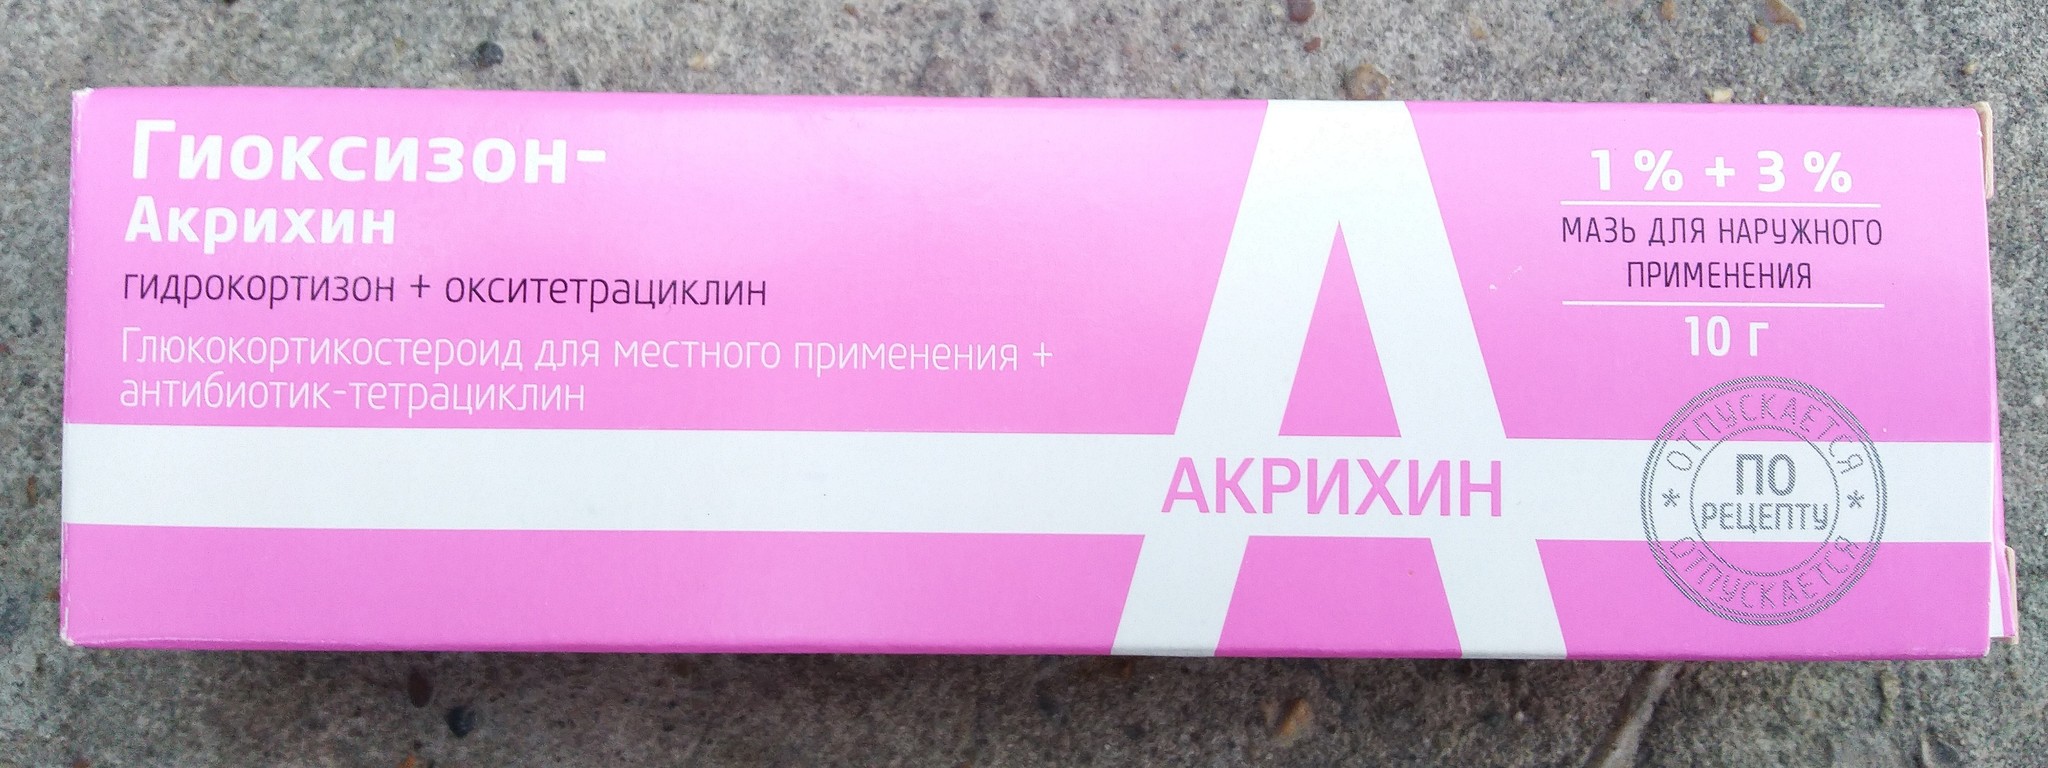 Гиоксизон-
Акрихин
гидрокортизон + окситетрациклин
Глюкокортикостероид для местного применения +
антибиотик-тетрациклин
АКРИХИН
1 % + 3 %
МАЗЬ ДЛЯ НАРУЖНОГО
ПРИМЕНЕНИЯ
10 г
ОТПУСКАЕТСЯ
ПО
РЕЦЕПТУ
ОТПУСКАЕТСЯ